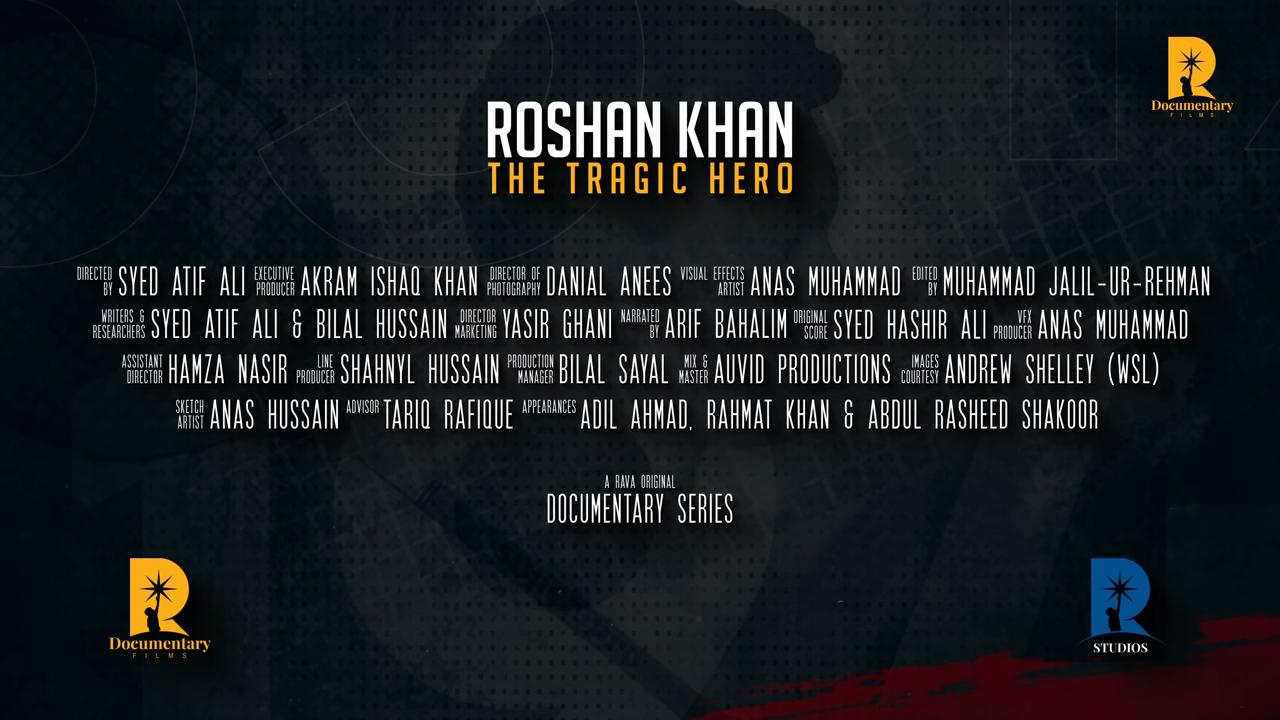 R
Documentary
FILMS
ROSHAN KHAN
THE TRAGIC HERO
DIRECTED BY SYED ATIF ALI EXECUTIVE PRODUCER AKRAM ISHAQ KHAN DIRECTOR OF PHOTOGRAPHY DANIAL ANEES VISUAL EFFECTS ARTIST ANAS MUHAMMAD EDITED BY MUHAMMAD JALIL-UR-REHMAN
WRITERS & RESEARCHERS SYED ATIF ALI & BILAL HUSSAIN DIRECTOR MARKETING YASIR GHANI NARRATED BY ARIF BAHALIM ORIGINAL SCORE SYED HASHIR ALI VFX PRODUCER ANAS MUHAMMAD
ASSISTANT DIRECTOR HAMZA NASIR LINE PRODUCER SHAHNYL HUSSAIN PRODUCTION MANAGER BILAL SAYAL MIX & MASTER AUVID PRODUCTIONS IMAGES COURTESY ANDREW SHELLEY (WSL)
SKETCH ARTIST ANAS HUSSAIN ADVISOR TARIQ RAFIQUE APPEARANCES ADIL AHMAD, RAHMAT KHAN & ABDUL RASHEED SHAKOOR
A RAVA ORIGINAL
DOCUMENTARY SERIES
R
Documentary
FILMS
R
STUDIOS